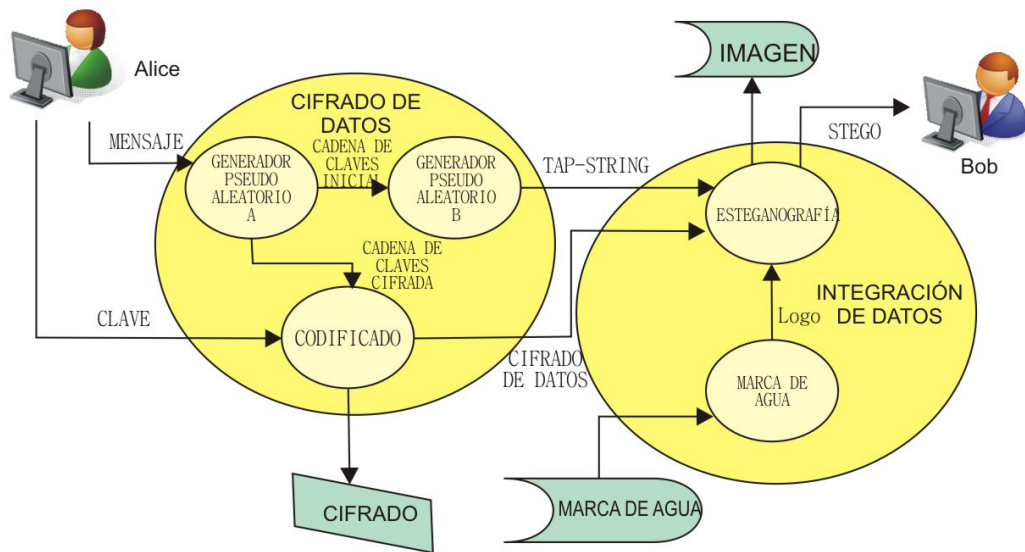 Alice
IMAGEN
CIFRADO DE
DATOS
MENSAJE
CADENA DE
CLAVES
INICIAL
GENERADOR
PSEUDO
ALEATORIO
A
GENERADOR
PSEUDO
ALEATORIO
B
TAP-STRING
STEGO
Bob
ESTEGANOGRAFÍA
CADENA DE
CLAVES
CIFRADA
CLAVE
CODIFICADO
CIFRADO
DE DATOS
Logo
INTEGRACIÓN
DE DATOS
MARCA DE
AGUA
CIFRADO
MARCA DE AGUA